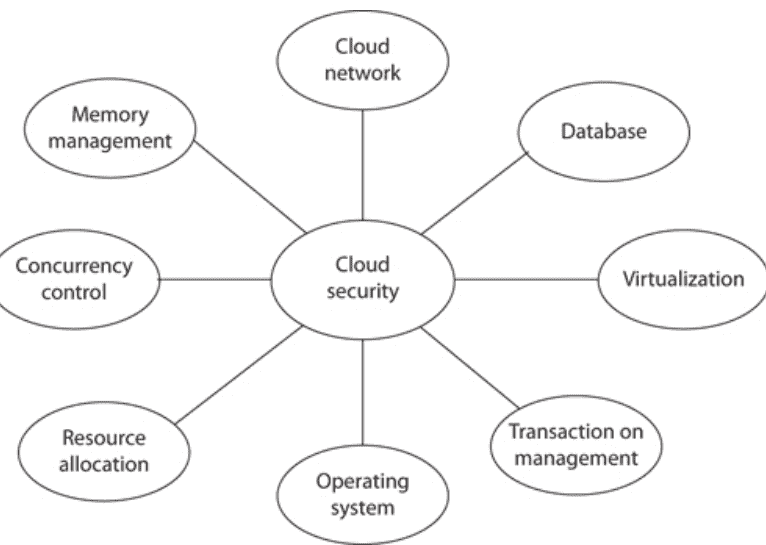 Cloud
network
Memory
management
Database
Concurrency
control
Cloud
security
Virtualization
Resource
allocation
Operating
system
Transaction on
management